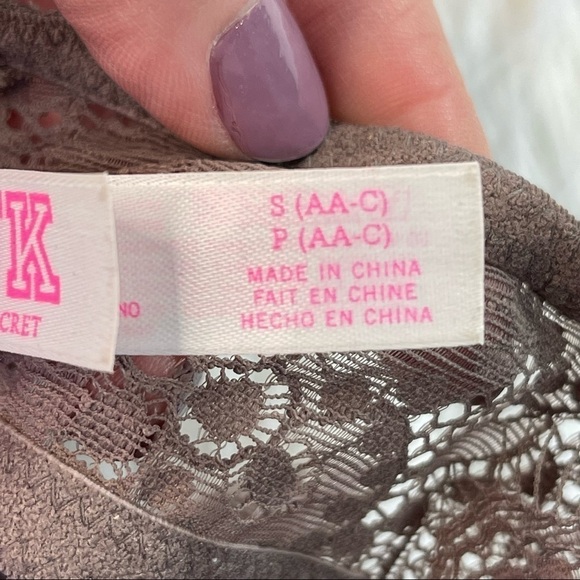 K
CRET
NO
S (AA-C)
P (AA-C)
MADE IN CHINA
FAIT EN CHINE
HECHO EN CHINA